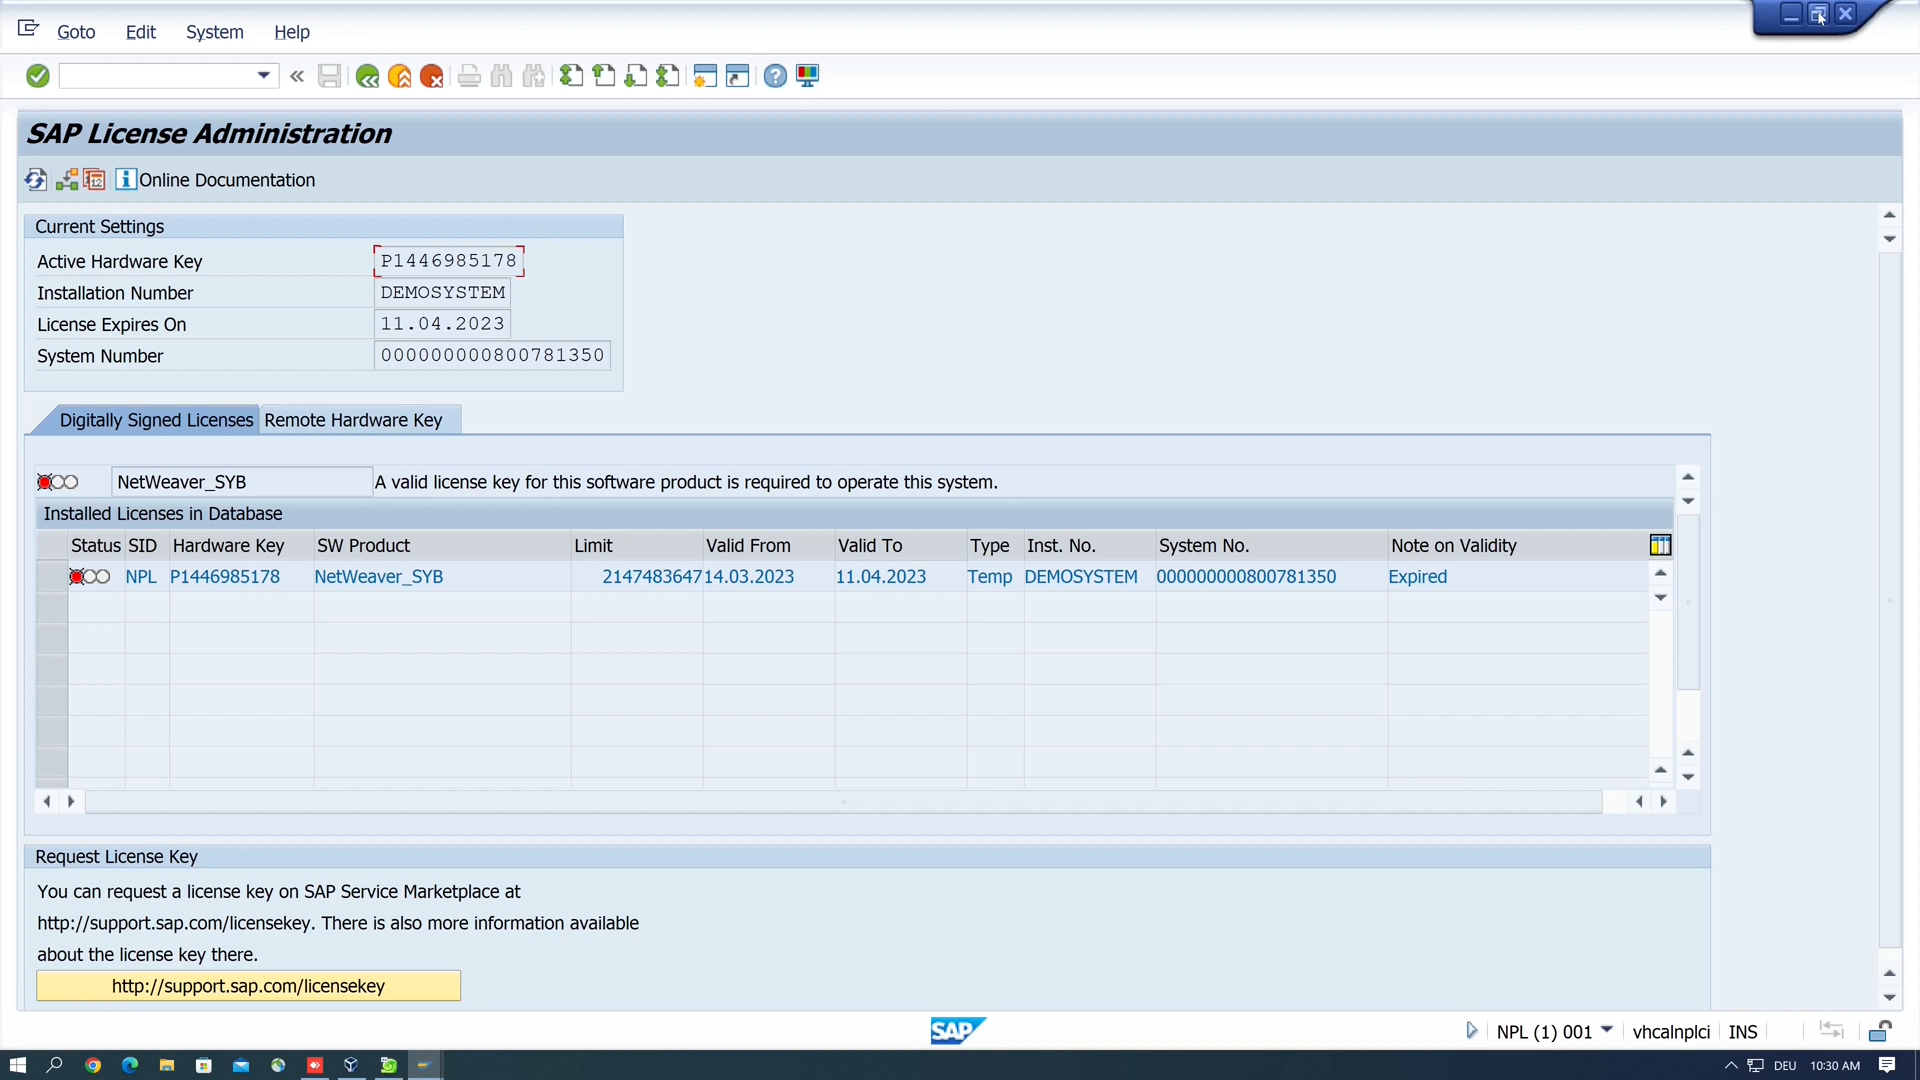 Goto Edit System Help
SAP License Administration
Online Documentation
Current Settings
Active Hardware Key P1446985178
Installation Number DEMOSYSTEM
License Expires On 11.04.2023
System Number 000000000800781350
Digitally Signed Licenses Remote Hardware Key
NetWeaver_SYB A valid license key for this software product is required to operate this system.
Installed Licenses in Database
Status SID Hardware Key SW Product Limit Valid From Valid To Type Inst. No. System No. Note on Validity
NPL P1446985178 NetWeaver_SYB 2147483647 14.03.2023 11.04.2023 Temp DEMOSYSTEM 000000000800781350 Expired
Request License Key
You can request a license key on SAP Service Marketplace at
http://support.sap.com/licensekey. There is also more information available
about the license key there.
http://support.sap.com/licensekey
SAP NPL (1) 001 vhcalnplci INS
DEU 10:30 AM